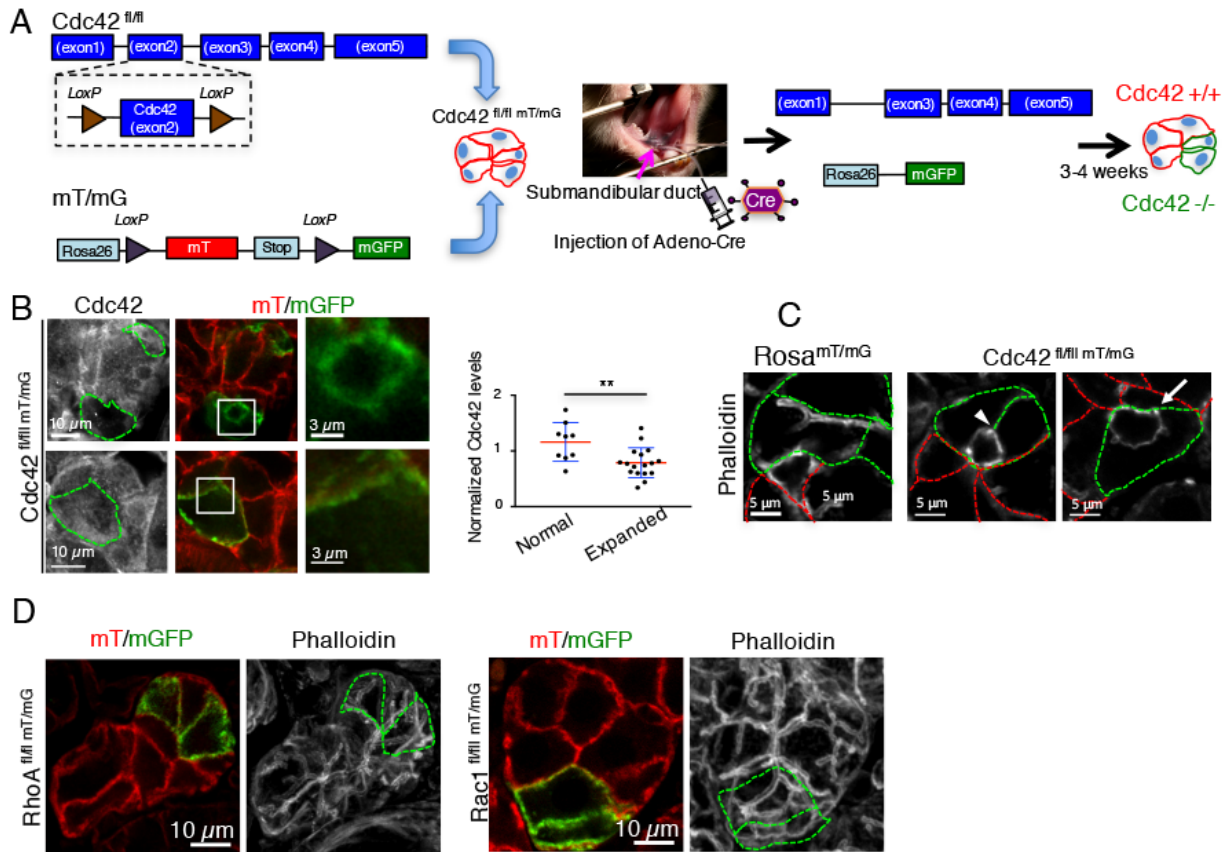 A
Cdc42 fl/fl
(exon1) (exon2) (exon3) (exon4) (exon5)
LoxP LoxP
Cdc42
(exon2)
mT/mG
LoxP LoxP
Rosa26 mT Stop mGFP
Cdc42 fl/fl mT/mG
Submandibular duct
Cre
Injection of Adeno-Cre
(exon1) (exon3) (exon4) (exon5)
Rosa26 mGFP
3-4 weeks
Cdc42 +/+
Cdc42 -/-
B
Cdc42 mT/mGFP
Cdc42 fl/fll mT/mG
10 µm 3 µm
10 µm 3 µm
Normalized Cdc42 levels
2
1
0
**
Normal Expanded
C
Rosa mT/mG Cdc42 fl/fll mT/mG
Phalloidin
5 µm 5 µm 5 µm 5 µm
D
mT/mGFP Phalloidin mT/mGFP Phalloidin
RhoA fl/fl mT/mG
10 µm
Rac1 fl/fll mT/mG
10 µm